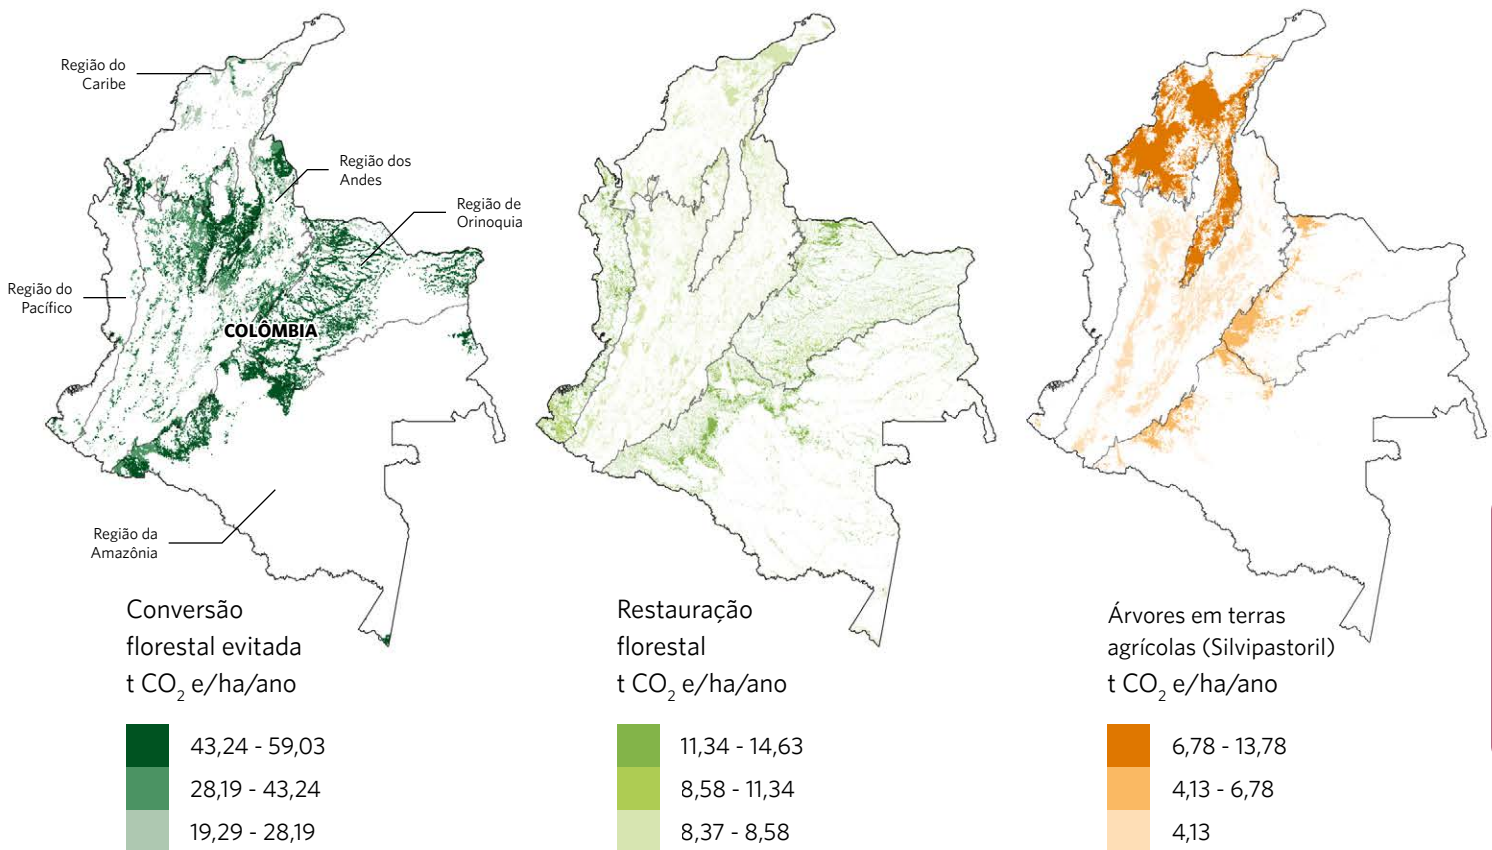 Região do
Caribe
Região dos
Andes
Região de
Orinoquia
Região do
Pacífico
COLÔMBIA
Região da
Amazônia
Conversão
florestal evitada
t CO₂ e/ha/ano
43,24 - 59,03
28,19 - 43,24
19,29 - 28,19
Restauração
florestal
t CO₂ e/ha/ano
11,34 - 14,63
8,58 - 11,34
8,37 - 8,58
Árvores em terras
agrícolas (Silvipastoril)
t CO₂ e/ha/ano
6,78 - 13,78
4,13 - 6,78
4,13